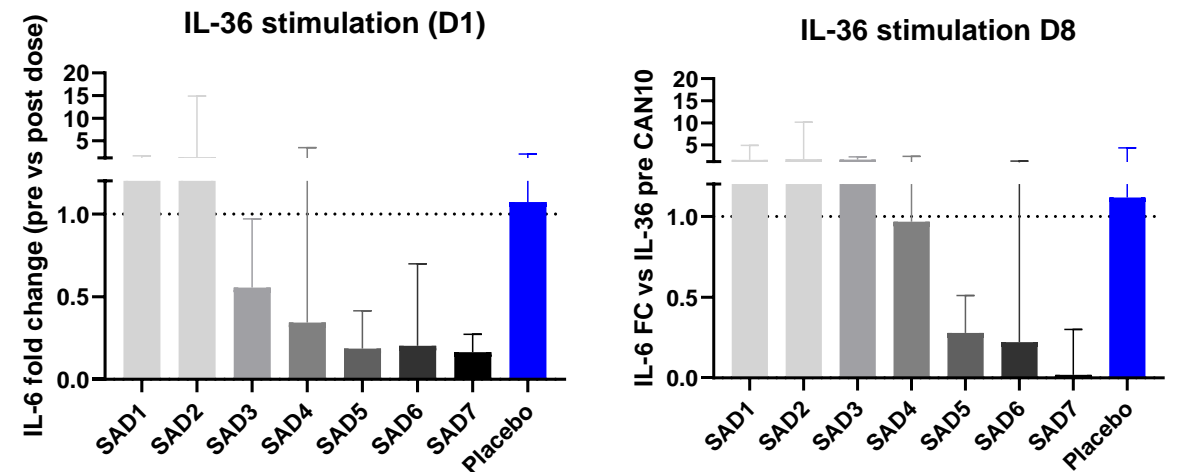 IL-36 stimulation (D1)
IL-6 fold change (pre vs post dose)
20
15
10
5
1.0
0.5
0.0
SAD1
SAD2
SAD3
SAD4
SAD5
SAD6
SAD7
Placebo
IL-36 stimulation D8
IL-6 FC vs IL-36 pre CAN10
20
15
10
5
1.0
0.5
0.0
SAD1
SAD2
SAD3
SAD4
SAD5
SAD6
SAD7
Placebo